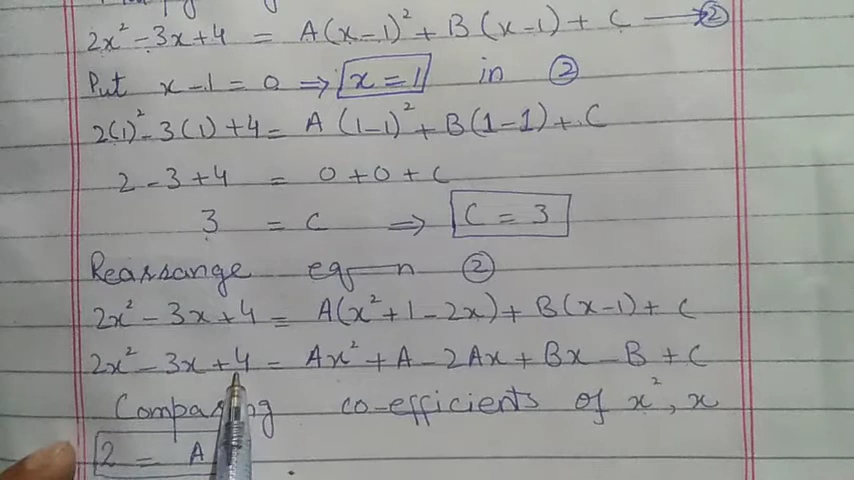 2x² - 3x + 4 = A(x-1)² + B(x-1) + C → ②
Put x - 1 = 0 ⇒ x = 1 in ②
2(1)² - 3(1) + 4 = A(1-1)² + B(1-1) + C
2 - 3 + 4 = 0 + 0 + C
3 = C ⇒ C = 3
Rearrange eqn ②
2x² - 3x + 4 = A(x² + 1 - 2x) + B(x-1) + C
2x² - 3x + 4 = Ax² + A - 2Ax + Bx - B + C
Comparing co-efficients of x², x
2 = A